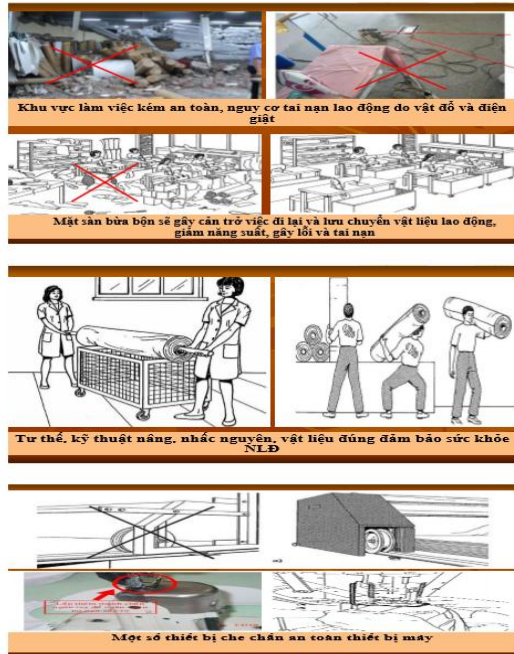 Khu vực làm việc kém an toàn, nguy cơ tai nạn lao động do vật đổ và điện
giật
Mặt sàn bừa bộn sẽ gây cản trở việc đi lại và lưu chuyển vật liệu lao động,
giảm năng suất, gây lỗi và tai nạn
Tư thế, kỹ thuật nâng, nhấc nguyên, vật liệu đúng đảm bảo sức khỏe
NLĐ
Một số thiết bị che chắn an toàn thiết bị máy